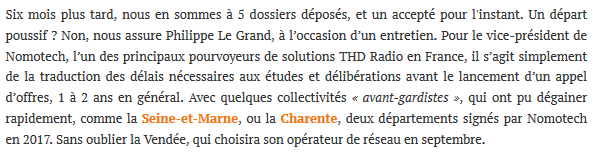 Six mois plus tard, nous en sommes à 5 dossiers déposés, et un accepté pour l'instant. Un départ
poussif ? Non, nous assure Philippe Le Grand, à l'occasion d'un entretien. Pour le vice-président de
Nomotech, l'un des principaux pourvoyeurs de solutions THD Radio en France, il s'agit simplement
de la traduction des délais nécessaires aux études et délibérations avant le lancement d'un appel
d'offres, 1 à 2 ans en général. Avec quelques collectivités « avant-gardistes », qui ont pu dégainer
rapidement, comme la Seine-et-Marne, ou la Charente, deux départements signés par Nomotech
en 2017. Sans oublier la Vendée, qui choisira son opérateur de réseau en septembre.